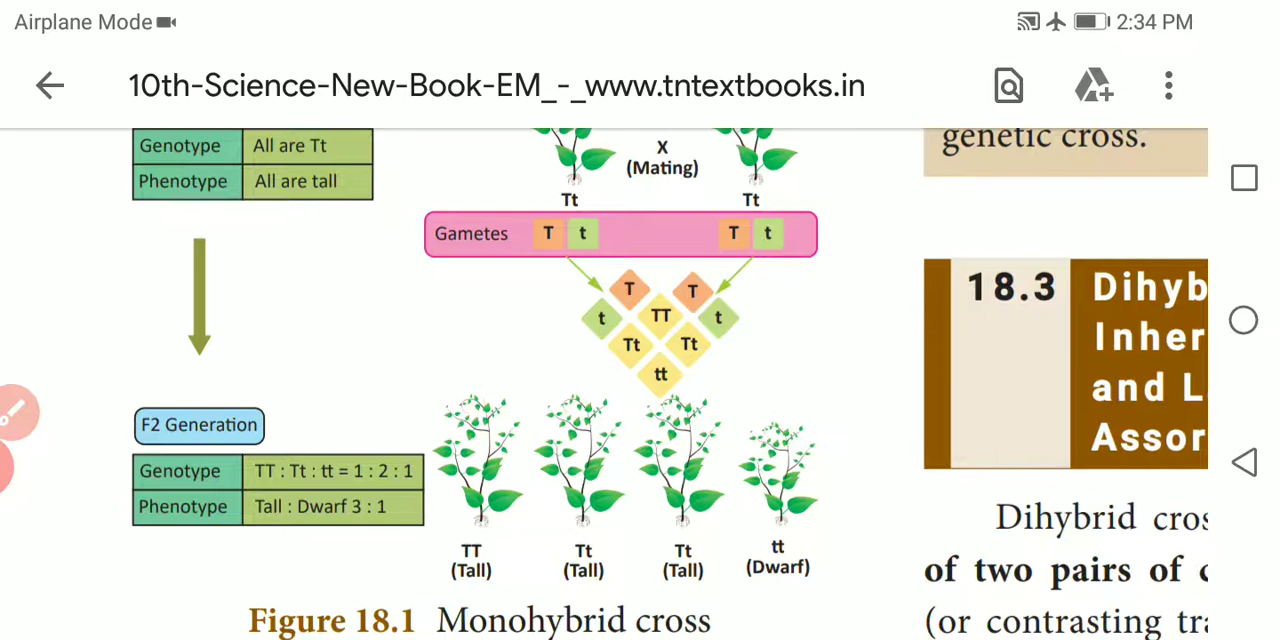 Airplane Mode
2:34 PM
10th-Science-New-Book-EM_-_www.tntextbooks.in
Genotype All are Tt
Phenotype All are tall
X
(Mating)
Tt Tt
Gametes T t T t
T T
t TT t
Tt Tt
tt
F2 Generation
Genotype TT : Tt : tt = 1 : 2 : 1
Phenotype Tall : Dwarf 3 : 1
TT Tt Tt tt
(Tall) (Tall) (Tall) (Dwarf)
Figure 18.1 Monohybrid cross
genetic cross.
18.3 Dihyb
Inher
and L
Assor
Dihybrid cros
of two pairs of c
(or contrasting tra